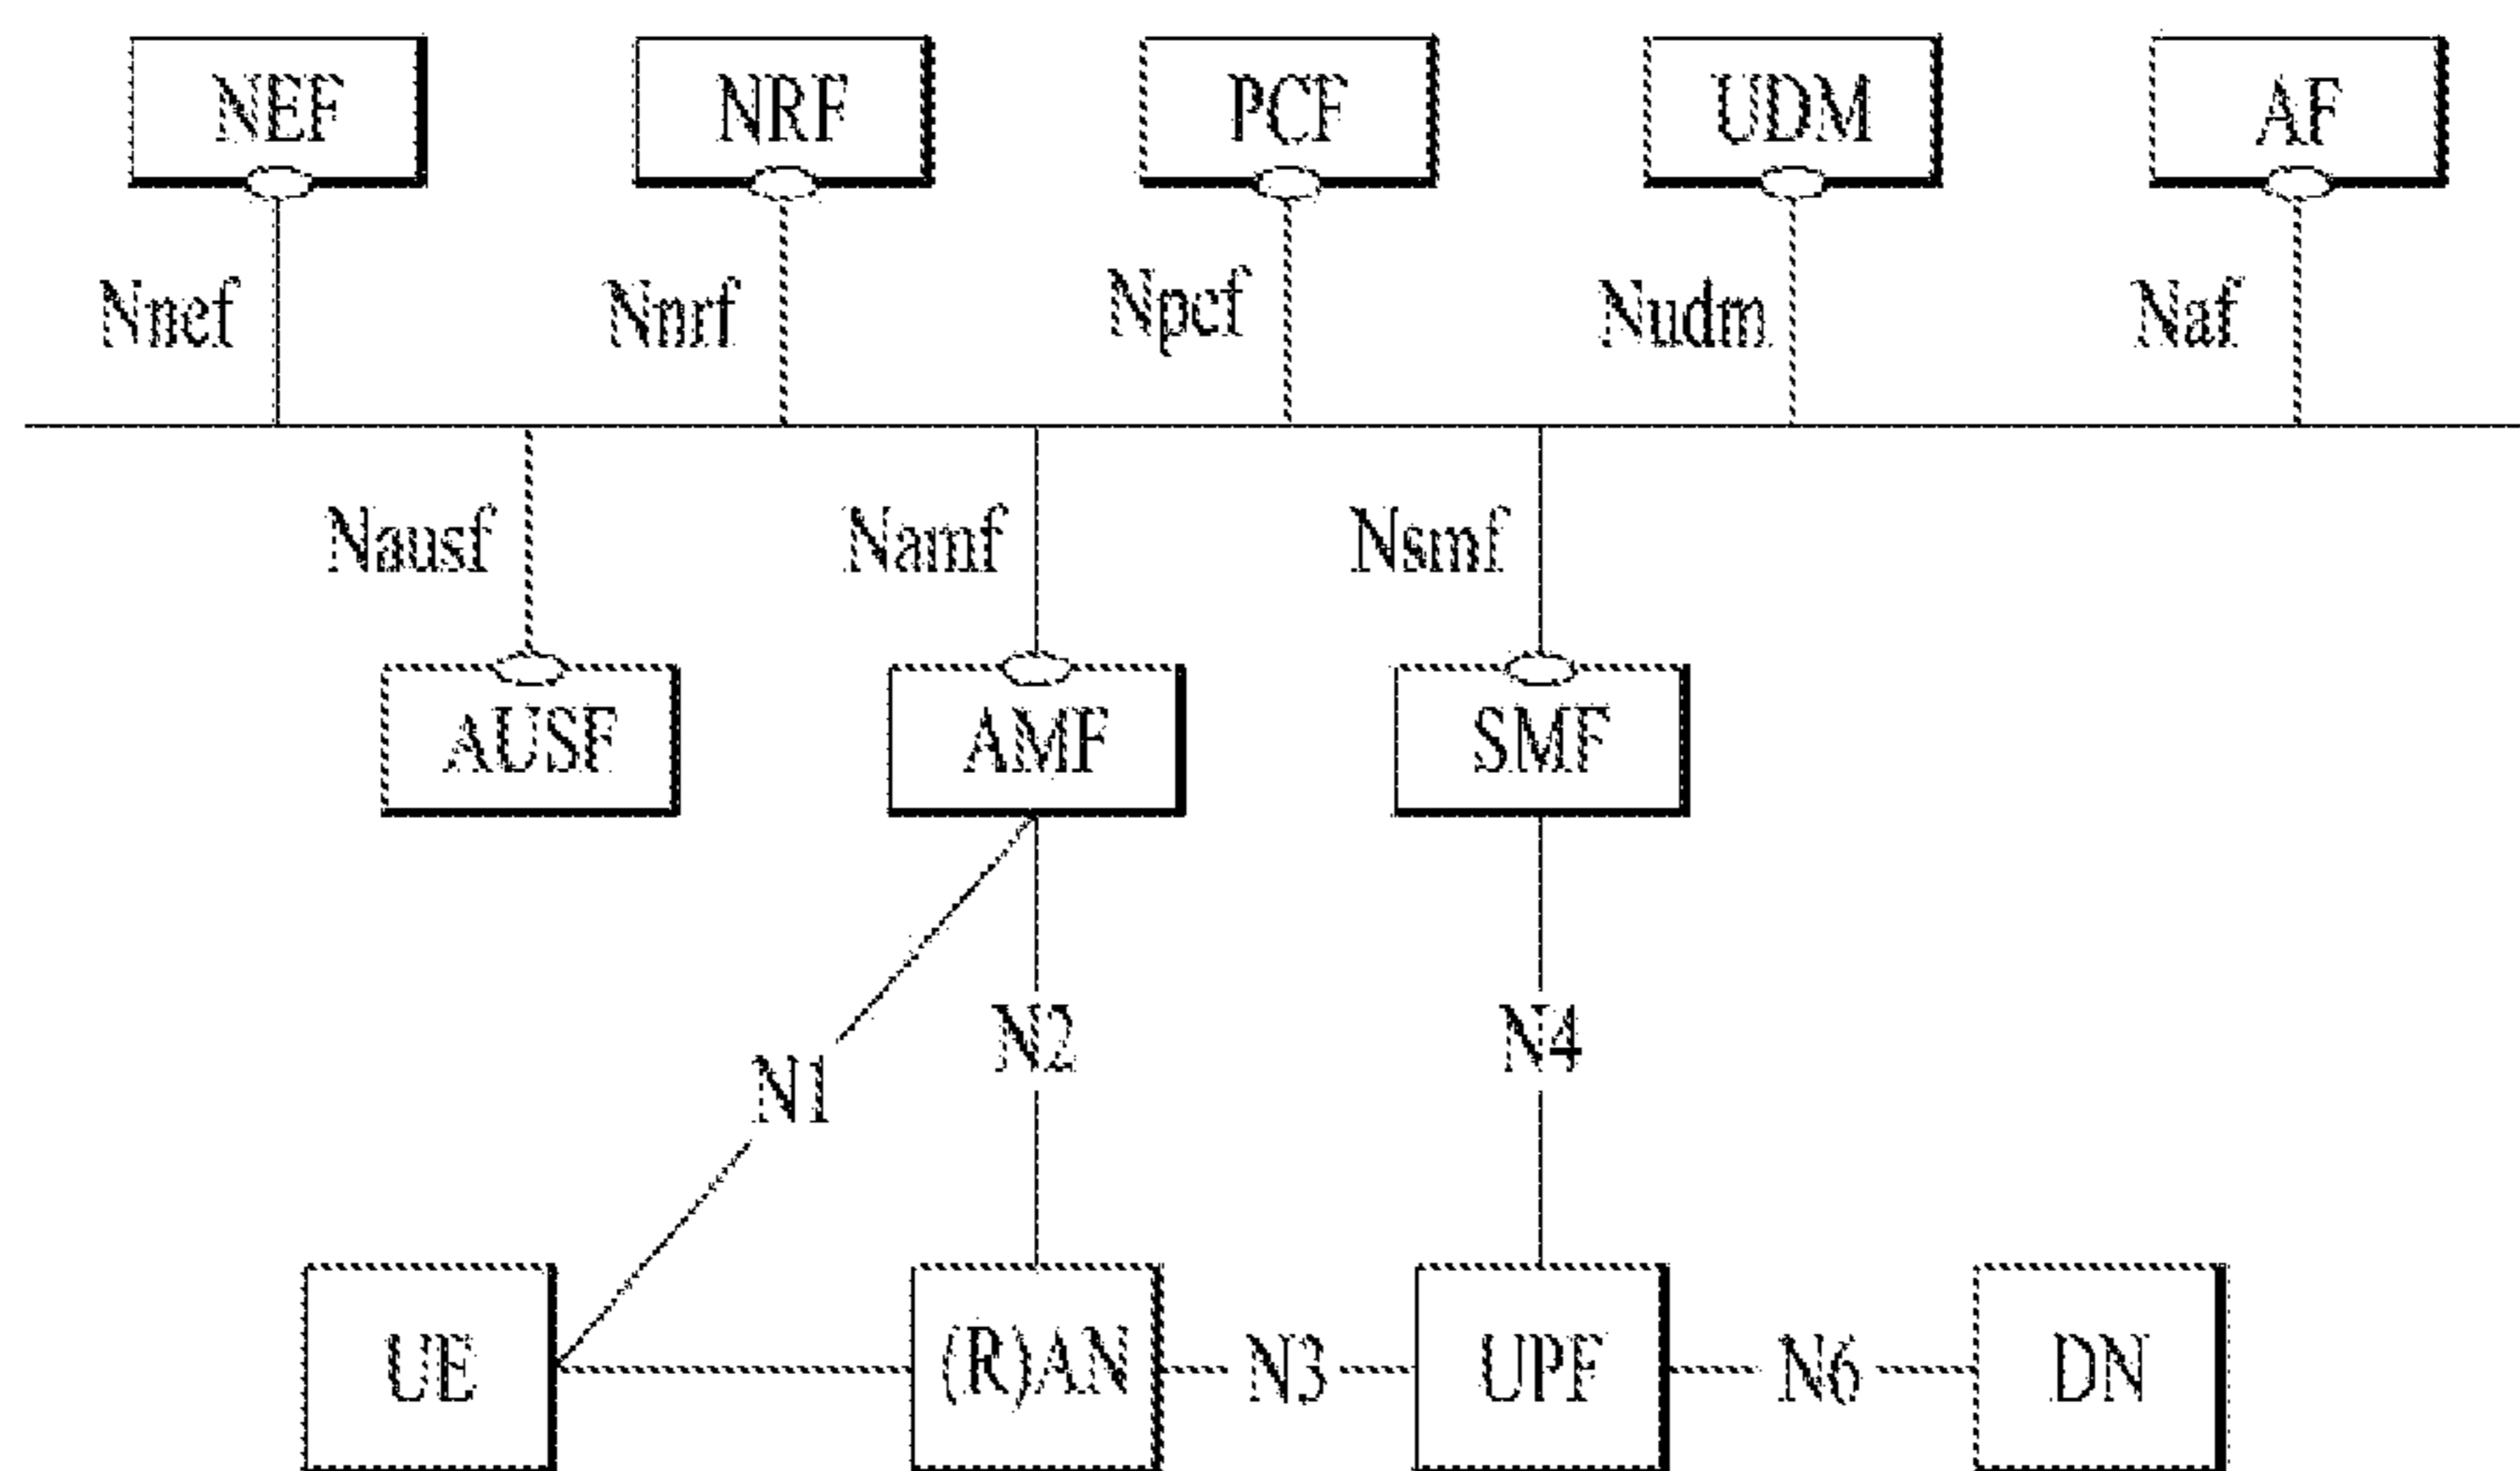 NEF NRF PCF UDM AF
Nnef Nnrf Npcf Nudm Naf
Nausf Namf Nsmf
AUSF AMF SMF
N2 N4
N1
UE (R)AN N3 UPF N6 DN